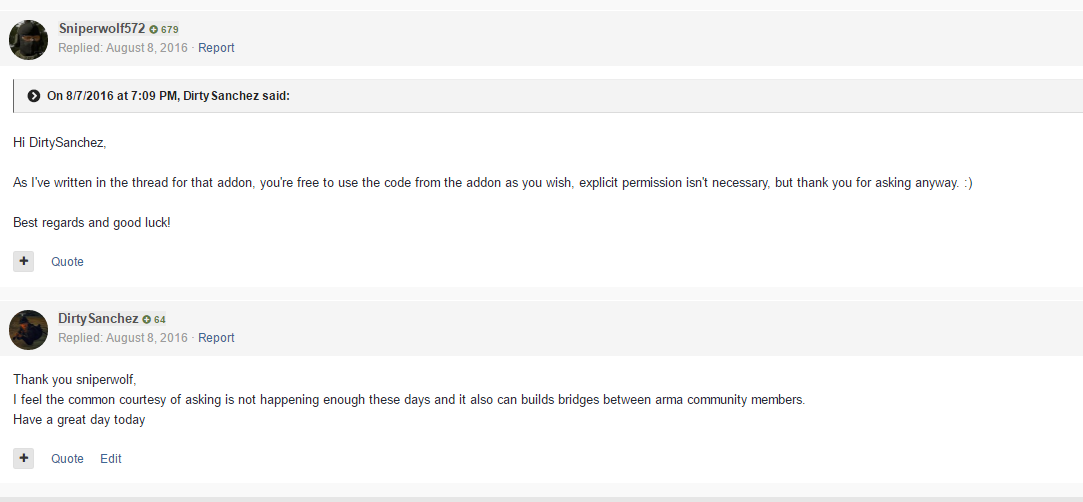 Sniperwolf572 679
Replied: August 8, 2016 · Report
On 8/7/2016 at 7:09 PM, DirtySanchez said:
Hi DirtySanchez,
As I've written in the thread for that addon, you're free to use the code from the addon as you wish, explicit permission isn't necessary, but thank you for asking anyway. :)
Best regards and good luck!
+ Quote
DirtySanchez 64
Replied: August 8, 2016 · Report
Thank you sniperwolf,
I feel the common courtesy of asking is not happening enough these days and it also can builds bridges between arma community members.
Have a great day today
+ Quote Edit